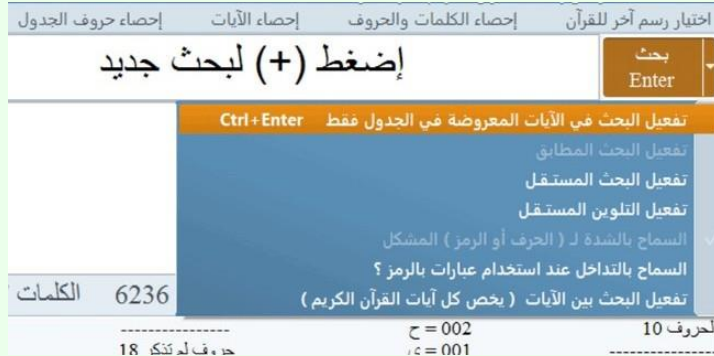 اختيار رسم آخر للقرآن إحصاء الكلمات والحروف إحصاء الآيات إحصاء حروف الجدول
بحث
Enter
إضغط (+) لبحث جديد
تفعيل البحث في الآيات المعروضة في الجدول فقط Ctrl+Enter
تفعيل البحث المطابق
تفعيل البحث المستقل
تفعيل التلوين المستقل
السماح بالشدة لـ ( الحرف أو الرمز ) المشكل
السماح بالتداخل عند استخدام عبارات بالرمز ؟
تفعيل البحث بين الآيات ( يخص كل آيات القرآن الكريم )
6236 الكلمات
لحروف 10 002 = ح ----------------
---------------- 001 = ي حروف لم تذكر 18